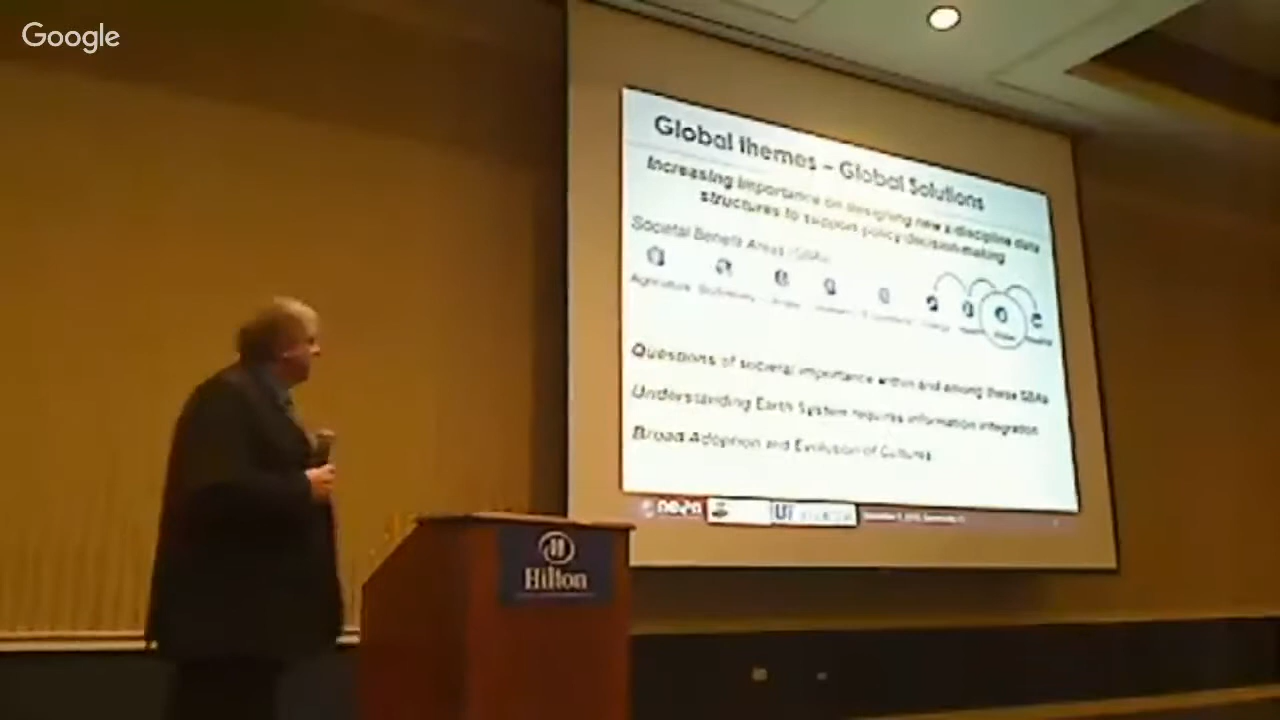 Google
Global themes – Global Solutions
Increasing importance on designing new x-discipline data
structures to support policy/decision-making
Societal Benefit Areas (SBAs)
Agriculture
Questions of societal importance within and among these SBAs
Understanding Earth System requires information integration
Broad Adoption and Evolution of Cultures
neon
Hilton